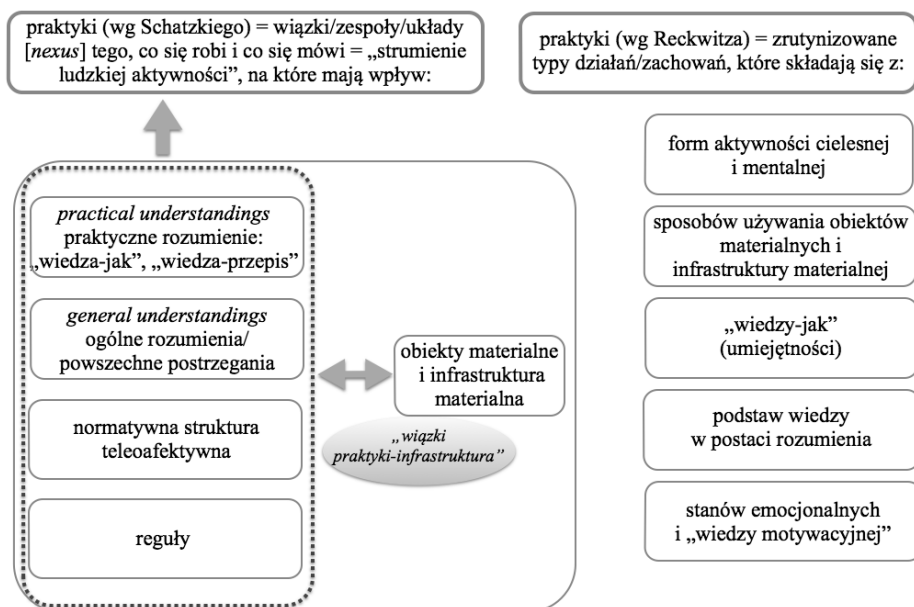 praktyki (wg Schatzkiego) = wiązki/zespoły/układy
[nexus] tego, co się robi i co się mówi = „strumienie
ludzkiej aktywności”, na które mają wpływ:
practical understandings
praktyczne rozumienie:
„wiedza-jak”, „wiedza-przepis”
general understandings
ogólne rozumienia/
powszechne postrzegania
normatywna struktura
teleoafektywna
reguły
obiekty materialne
i infrastruktura
materialna
„wiązki
praktyki-infrastruktura”
praktyki (wg Reckwitza) = zrutynizowane
typy działań/zachowań, które składają się z:
form aktywności cielesnej
i mentalnej
sposobów używania obiektów
materialnych i
infrastruktury materialnej
„wiedzy-jak”
(umiejętności)
podstaw wiedzy
w postaci rozumienia
stanów emocjonalnych
i „wiedzy motywacyjnej”